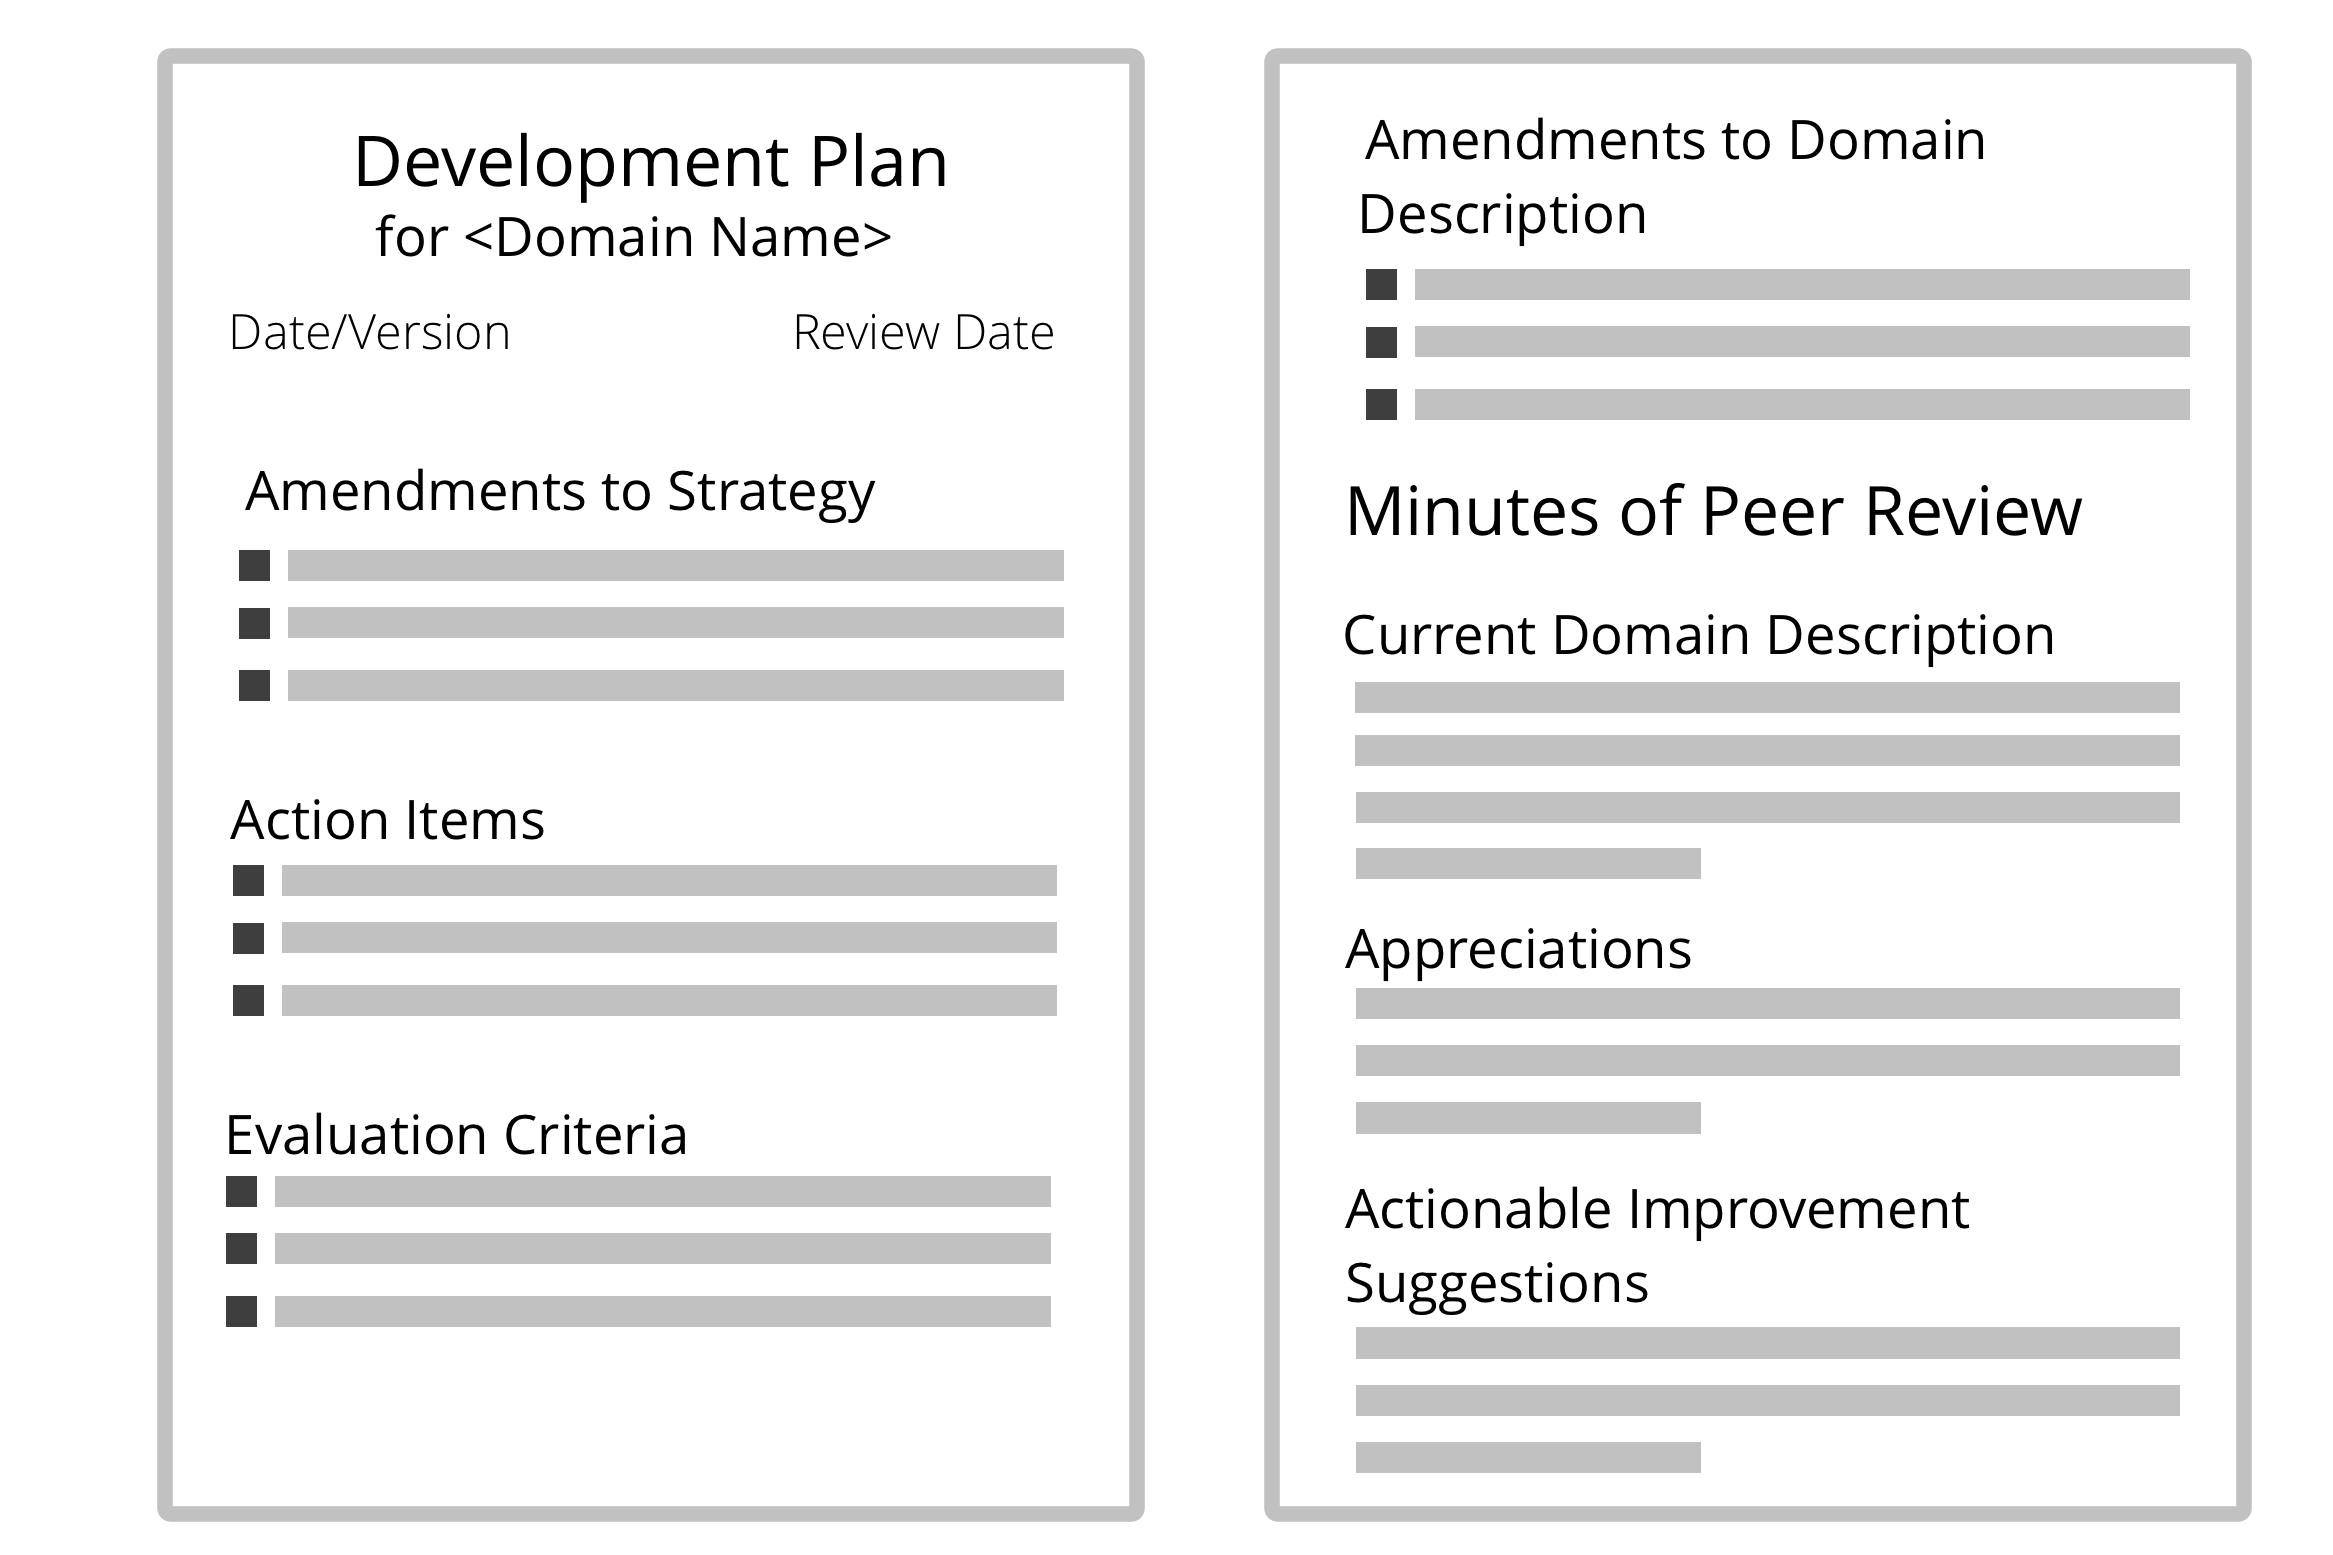 Development Plan
for <Domain Name>
Date/Version Review Date
Amendments to Strategy
Action Items
Evaluation Criteria
Amendments to Domain
Description
Minutes of Peer Review
Current Domain Description
Appreciations
Actionable Improvement
Suggestions